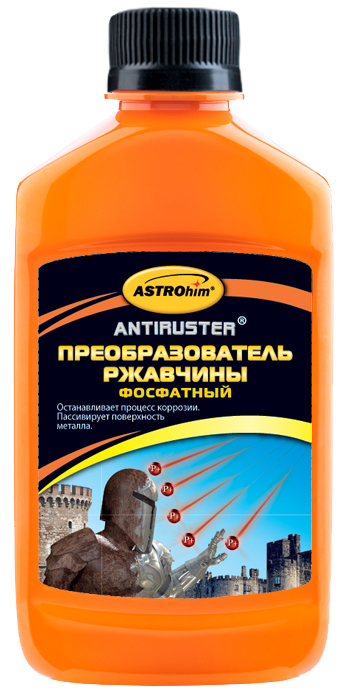 ASTROhim®
ANTIRUSTER®
ПРЕОБРАЗОВАТЕЛЬ
РЖАВЧИНЫ
ФОСФАТНЫЙ
Останавливает процесс коррозии.
Пассивирует поверхность
металла.